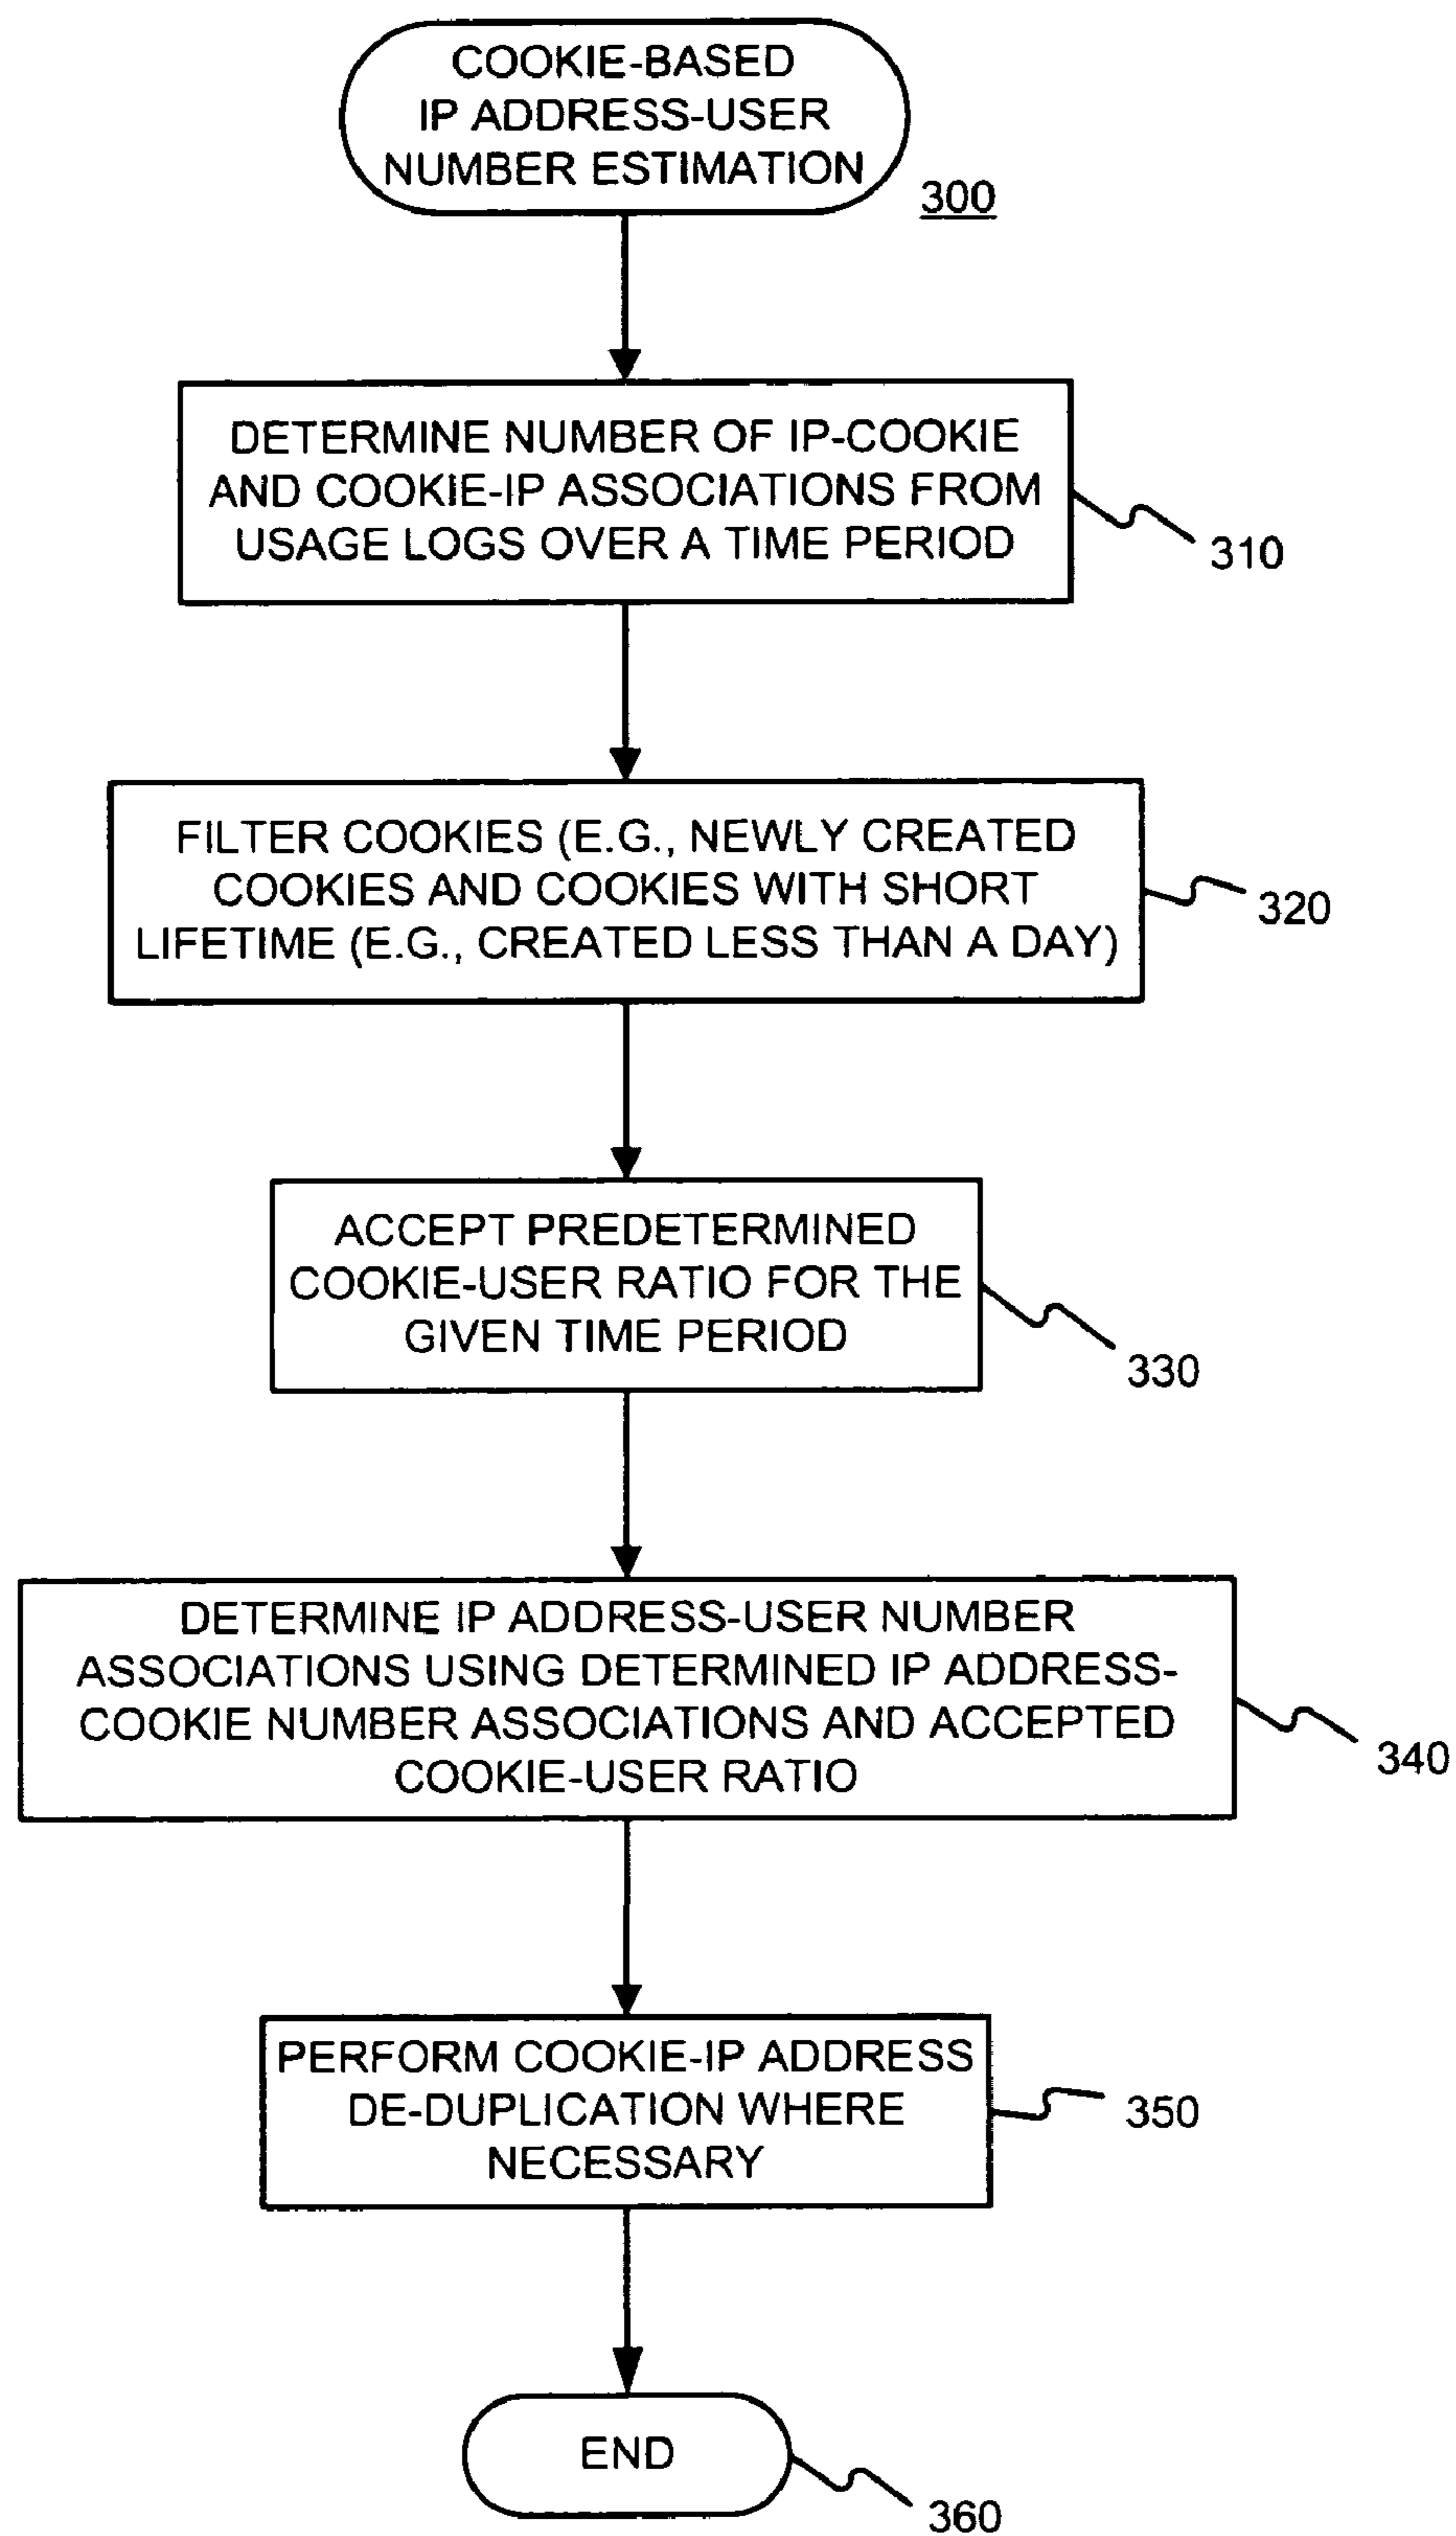 COOKIE-BASED
IP ADDRESS-USER
NUMBER ESTIMATION
300
DETERMINE NUMBER OF IP-COOKIE
AND COOKIE-IP ASSOCIATIONS FROM
USAGE LOGS OVER A TIME PERIOD
310
FILTER COOKIES (E.G., NEWLY CREATED
COOKIES AND COOKIES WITH SHORT
LIFETIME (E.G., CREATED LESS THAN A DAY)
320
ACCEPT PREDETERMINED
COOKIE-USER RATIO FOR THE
GIVEN TIME PERIOD
330
DETERMINE IP ADDRESS-USER NUMBER
ASSOCIATIONS USING DETERMINED IP ADDRESS-
COOKIE NUMBER ASSOCIATIONS AND ACCEPTED
COOKIE-USER RATIO
340
PERFORM COOKIE-IP ADDRESS
DE-DUPLICATION WHERE
NECESSARY
350
END
360